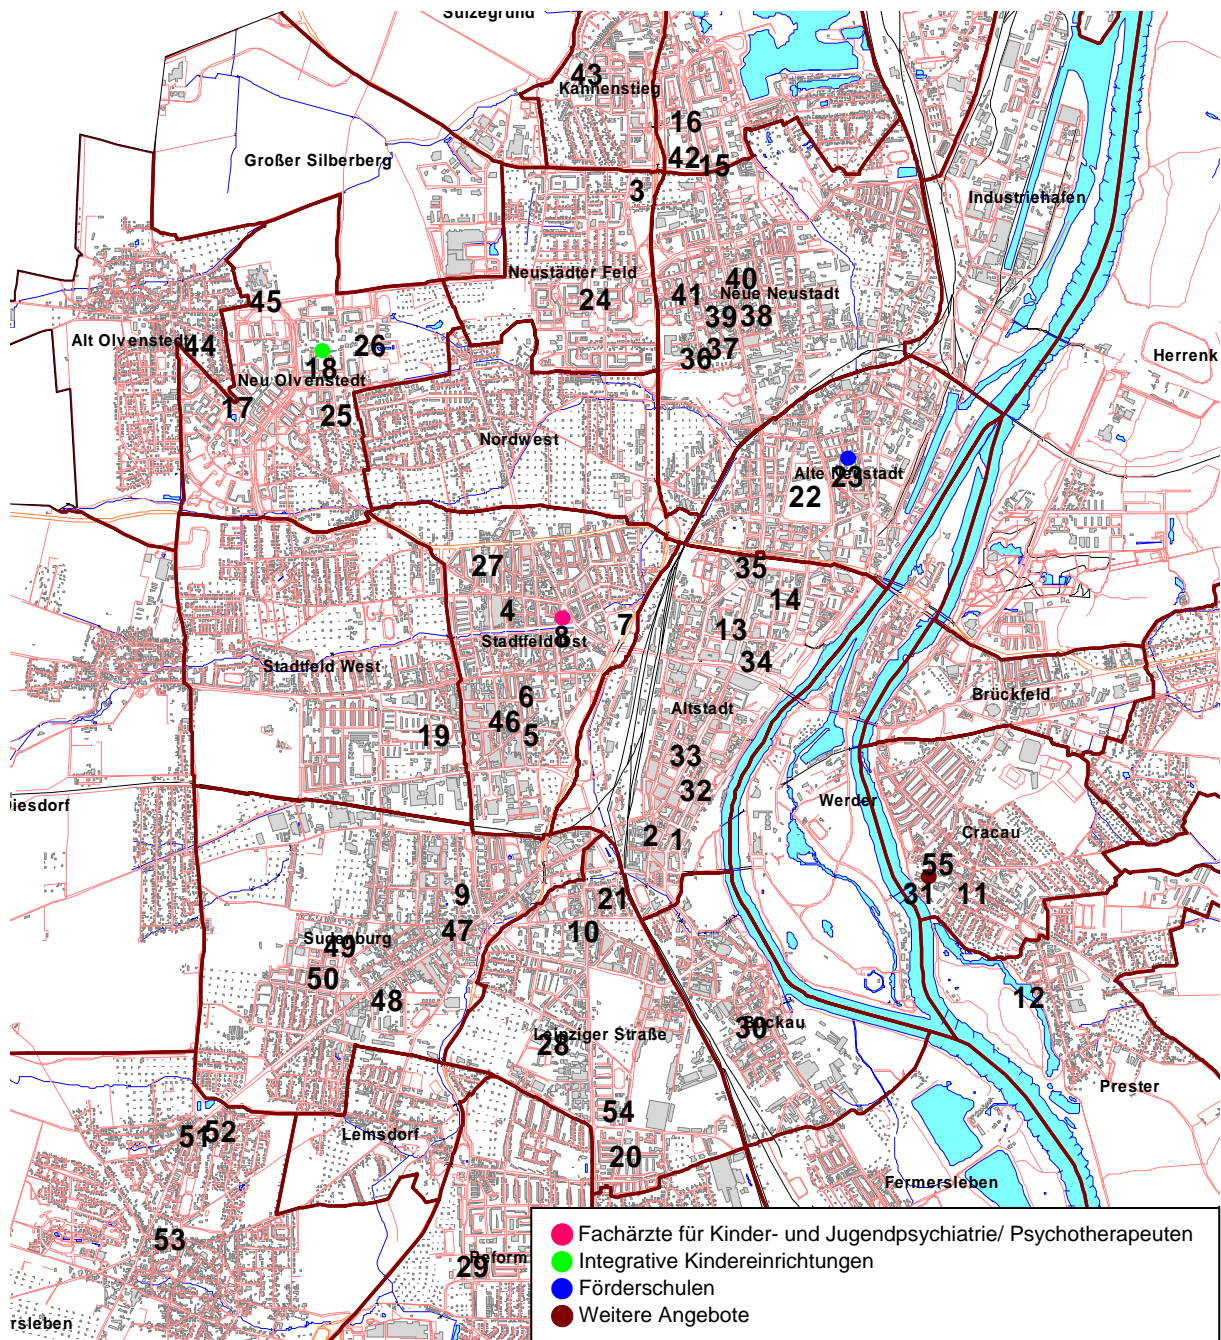 Sülzegrund
43
Kannenstieg
16
42
15
3
Großer Silberberg
Industriehafen
Neustädter Feld
24
40
41
Neue Neustadt
39
38
37
36
45
Alt Olvenstedt
44
26
18
Neu Olvenstedt
17
25
Herrenk
Nordwest
Alte Neustadt
23
22
27
35
4
14
8
7
13
Stadtfeld Ost
34
Stadtfeld West
6
46
5
19
Altstadt
Brückfeld
33
32
Werder
Diesdorf
2
1
Cracau
55
31
11
9
21
47
10
Sudenburg
49
50
48
12
30
Buckau
Leipziger Straße
28
Prester
54
51
52
Lemsdorf
20
Fermersleben
53
Reform
29
rsleben
Fachärzte für Kinder- und Jugendpsychiatrie/ Psychotherapeuten
Integrative Kindereinrichtungen
Förderschulen
Weitere Angebote